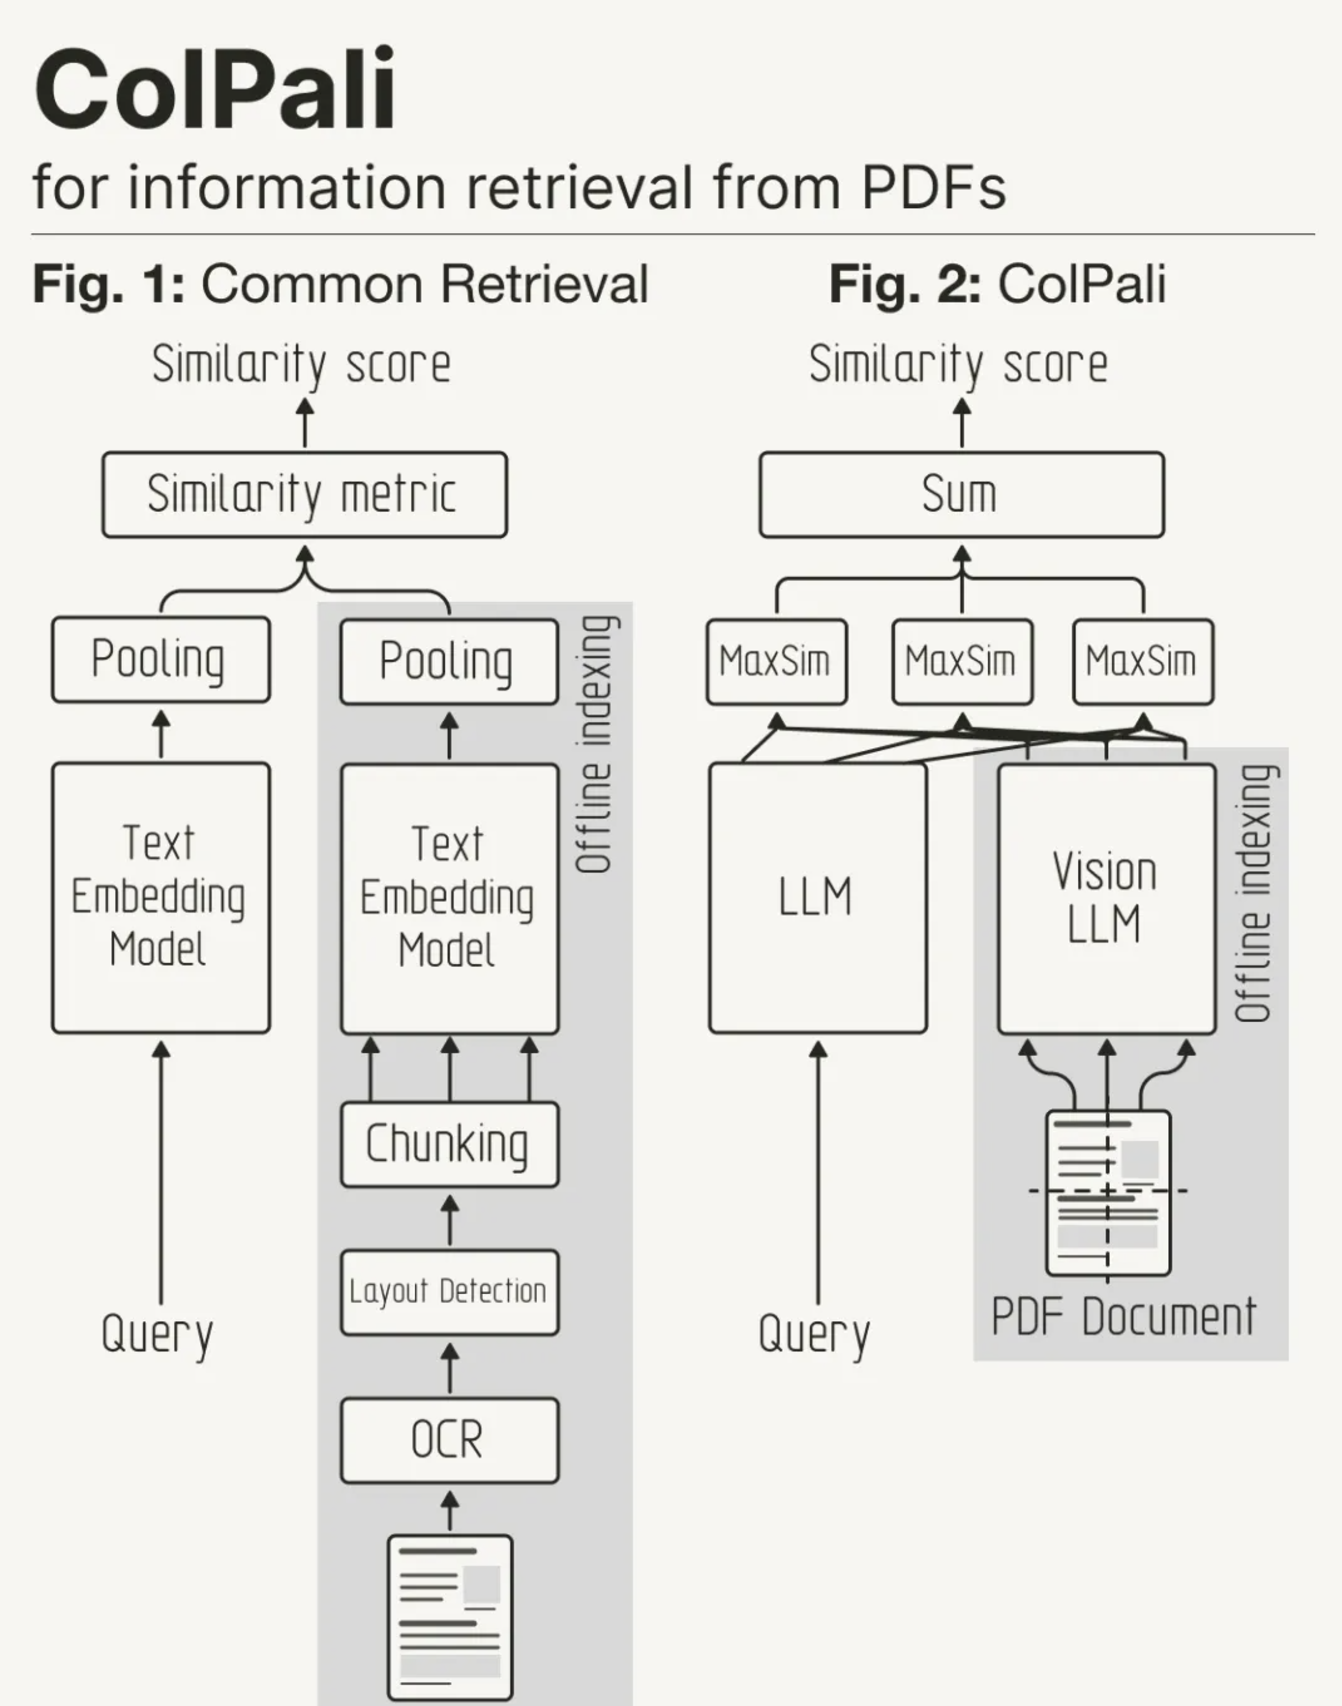 ColPali
for information retrieval from PDFs
Fig. 1: Common Retrieval
Similarity score
Similarity metric
Pooling
Pooling
Offline indexing
Text
Embedding
Model
Text
Embedding
Model
Chunking
Layout Detection
OCR
Query
Fig. 2: ColPali
Similarity score
Sum
MaxSim
MaxSim
MaxSim
LLM
Vision
LLM
Offline indexing
Query
PDF Document